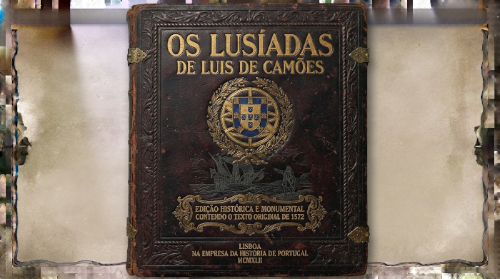 OS LUSÍADAS
DE LUIS DE CAMÕES
EDIÇÃO HISTÓRICA E MONUMENTAL
CONTENDO O TEXTO ORIGINAL DE 1572
LISBOA
NA EMPRESA DA HISTÓRIA DE PORTUGAL
MCMXLII